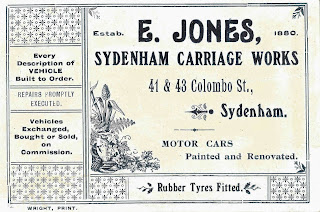 Estab. E. JONES, 1880.
SYDENHAM CARRIAGE WORKS
41 & 43 Colombo St.,
Sydenham.
MOTOR CARS
Painted and Renovated.
Every
Description of
VEHICLE
Built to Order.
REPAIRS PROMPTLY
EXECUTED.
Vehicles
Exchanged,
Bought or Sold,
on
Commission.
Rubber Tyres Fitted.
WRIGHT, PRINT.